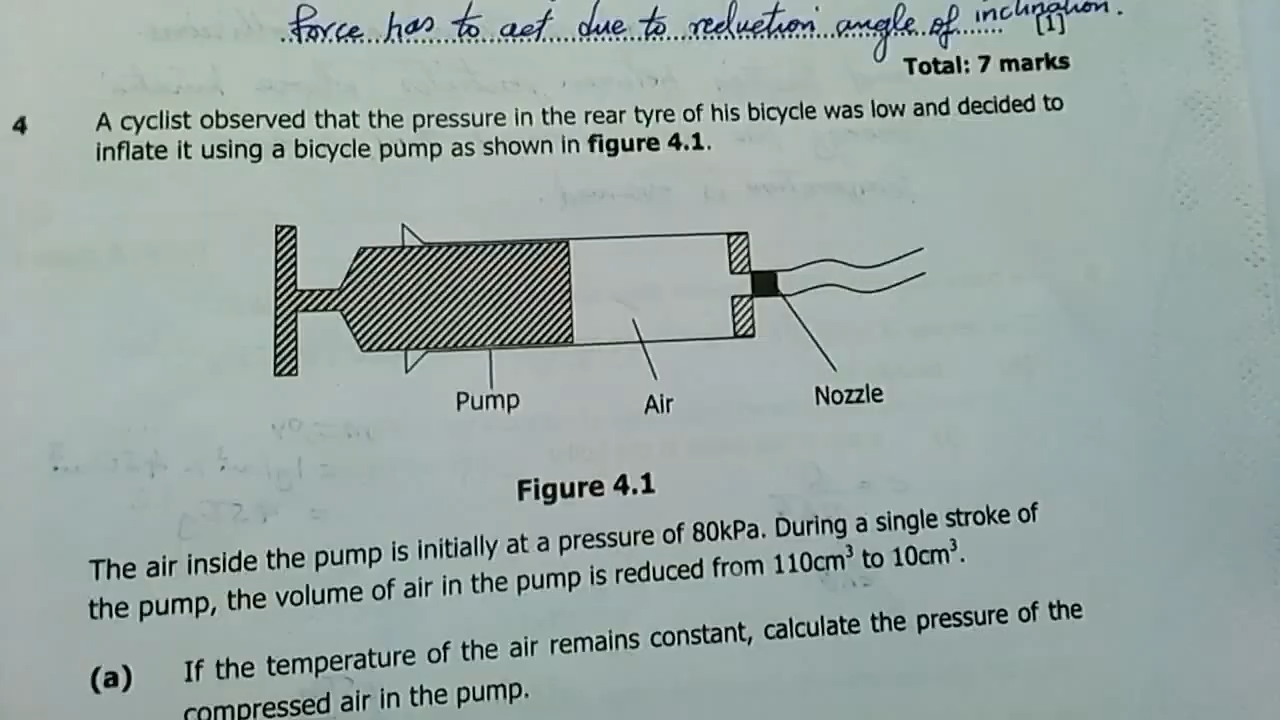 force has to act due to reduction angle of inclination.
[1]
Total: 7 marks
4 A cyclist observed that the pressure in the rear tyre of his bicycle was low and decided to
inflate it using a bicycle pump as shown in figure 4.1.
Pump
Air
Nozzle
Figure 4.1
The air inside the pump is initially at a pressure of 80kPa. During a single stroke of
the pump, the volume of air in the pump is reduced from 110cm³ to 10cm³.
(a) If the temperature of the air remains constant, calculate the pressure of the
compressed air in the pump.